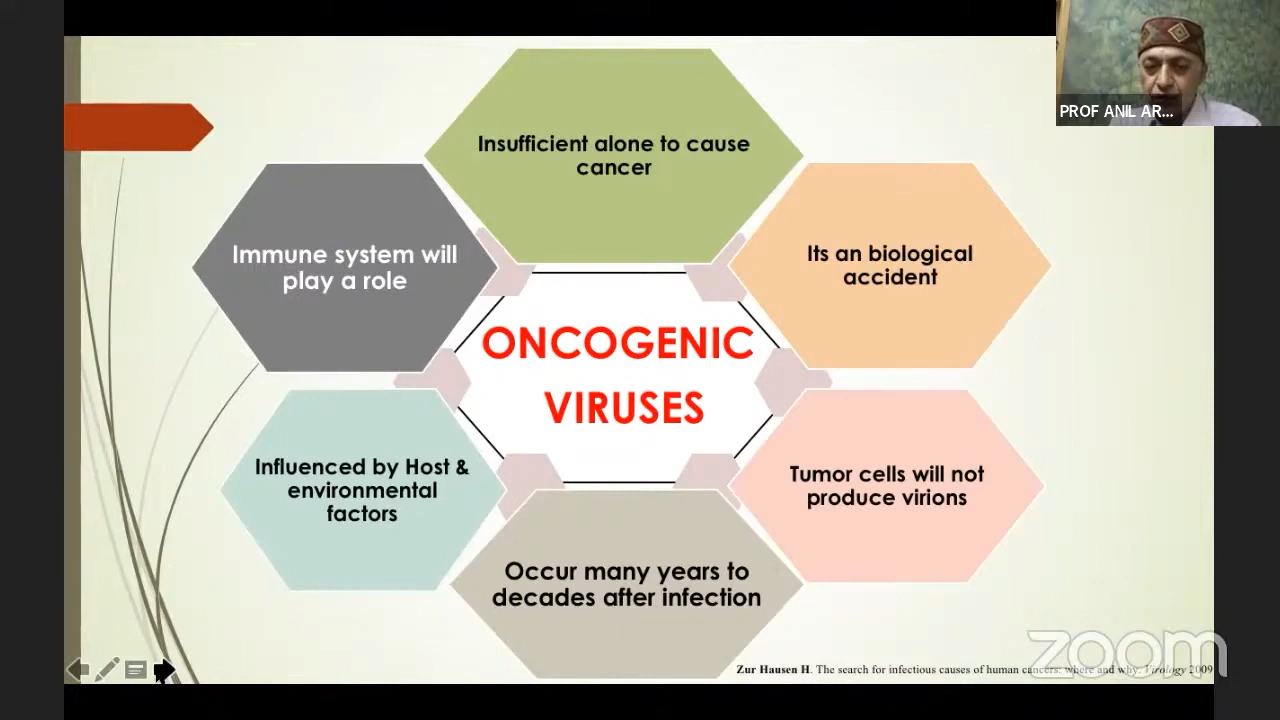 PROF ANIL AR...
Insufficient alone to cause
cancer
Immune system will
play a role
Its an biological
accident
ONCOGENIC
VIRUSES
Influenced by Host &
environmental
factors
Tumor cells will not
produce virions
Occur many years to
decades after infection
Zur Hausen H. The search for infectious causes of human cancers: where and why. Virology 2009
zoom